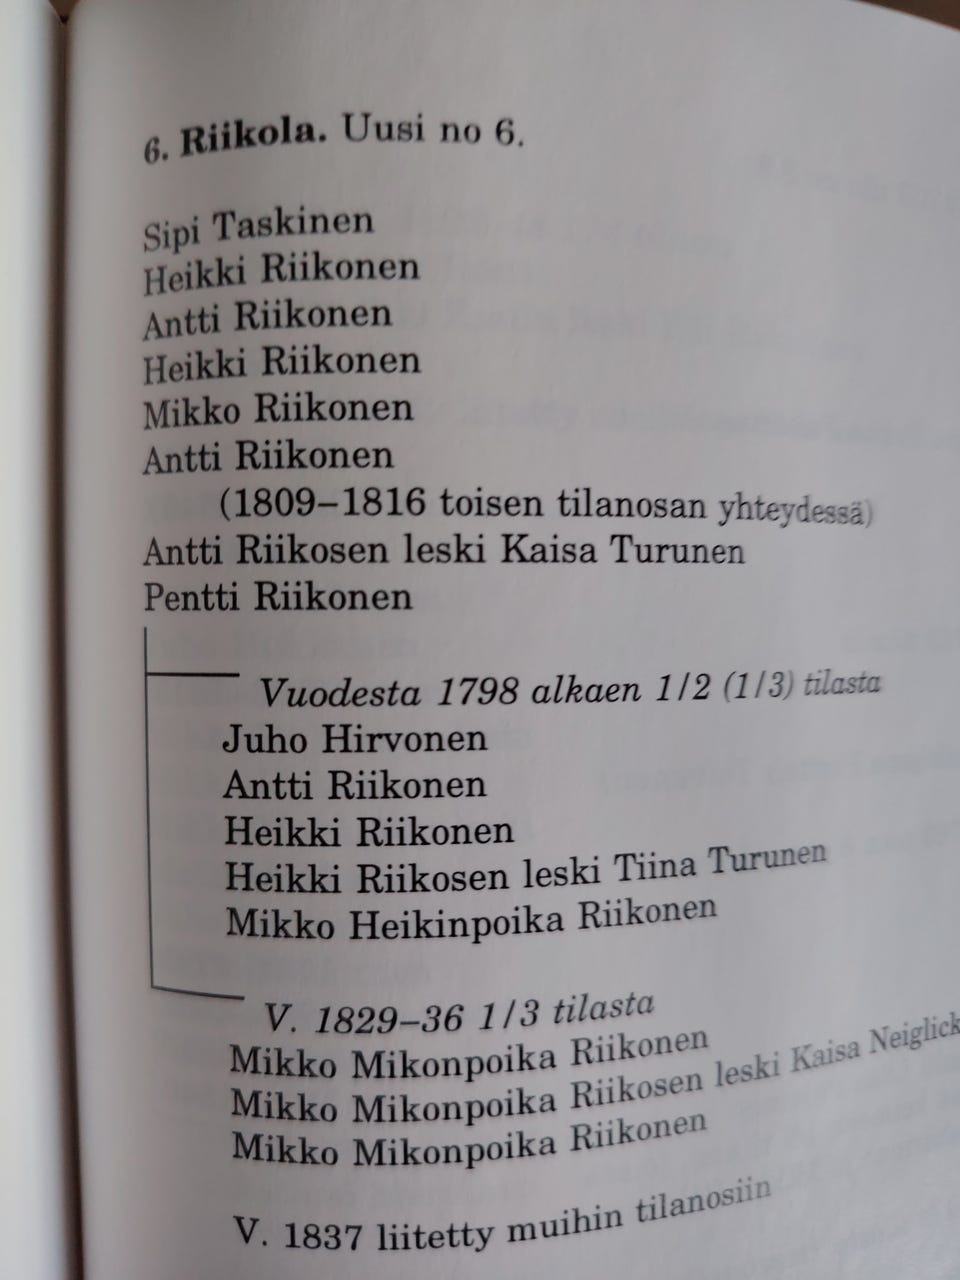 6. Riikola. Uusi no 6.
Sipi Taskinen
Heikki Riikonen
Antti Riikonen
Heikki Riikonen
Mikko Riikonen
Antti Riikonen
(1809–1816 toisen tilanosan yhteydessä)
Antti Riikosen leski Kaisa Turunen
Pentti Riikonen
Vuodesta 1798 alkaen 1/2 (1/3) tilasta
Juho Hirvonen
Antti Riikonen
Heikki Riikonen
Heikki Riikosen leski Tiina Turunen
Mikko Heikinpoika Riikonen
V. 1829–36 1/3 tilasta
Mikko Mikonpoika Riikonen
Mikko Mikonpoika Riikosen leski Kaisa Neiglick
Mikko Mikonpoika Riikonen
V. 1837 liitetty muihin tilanosiin